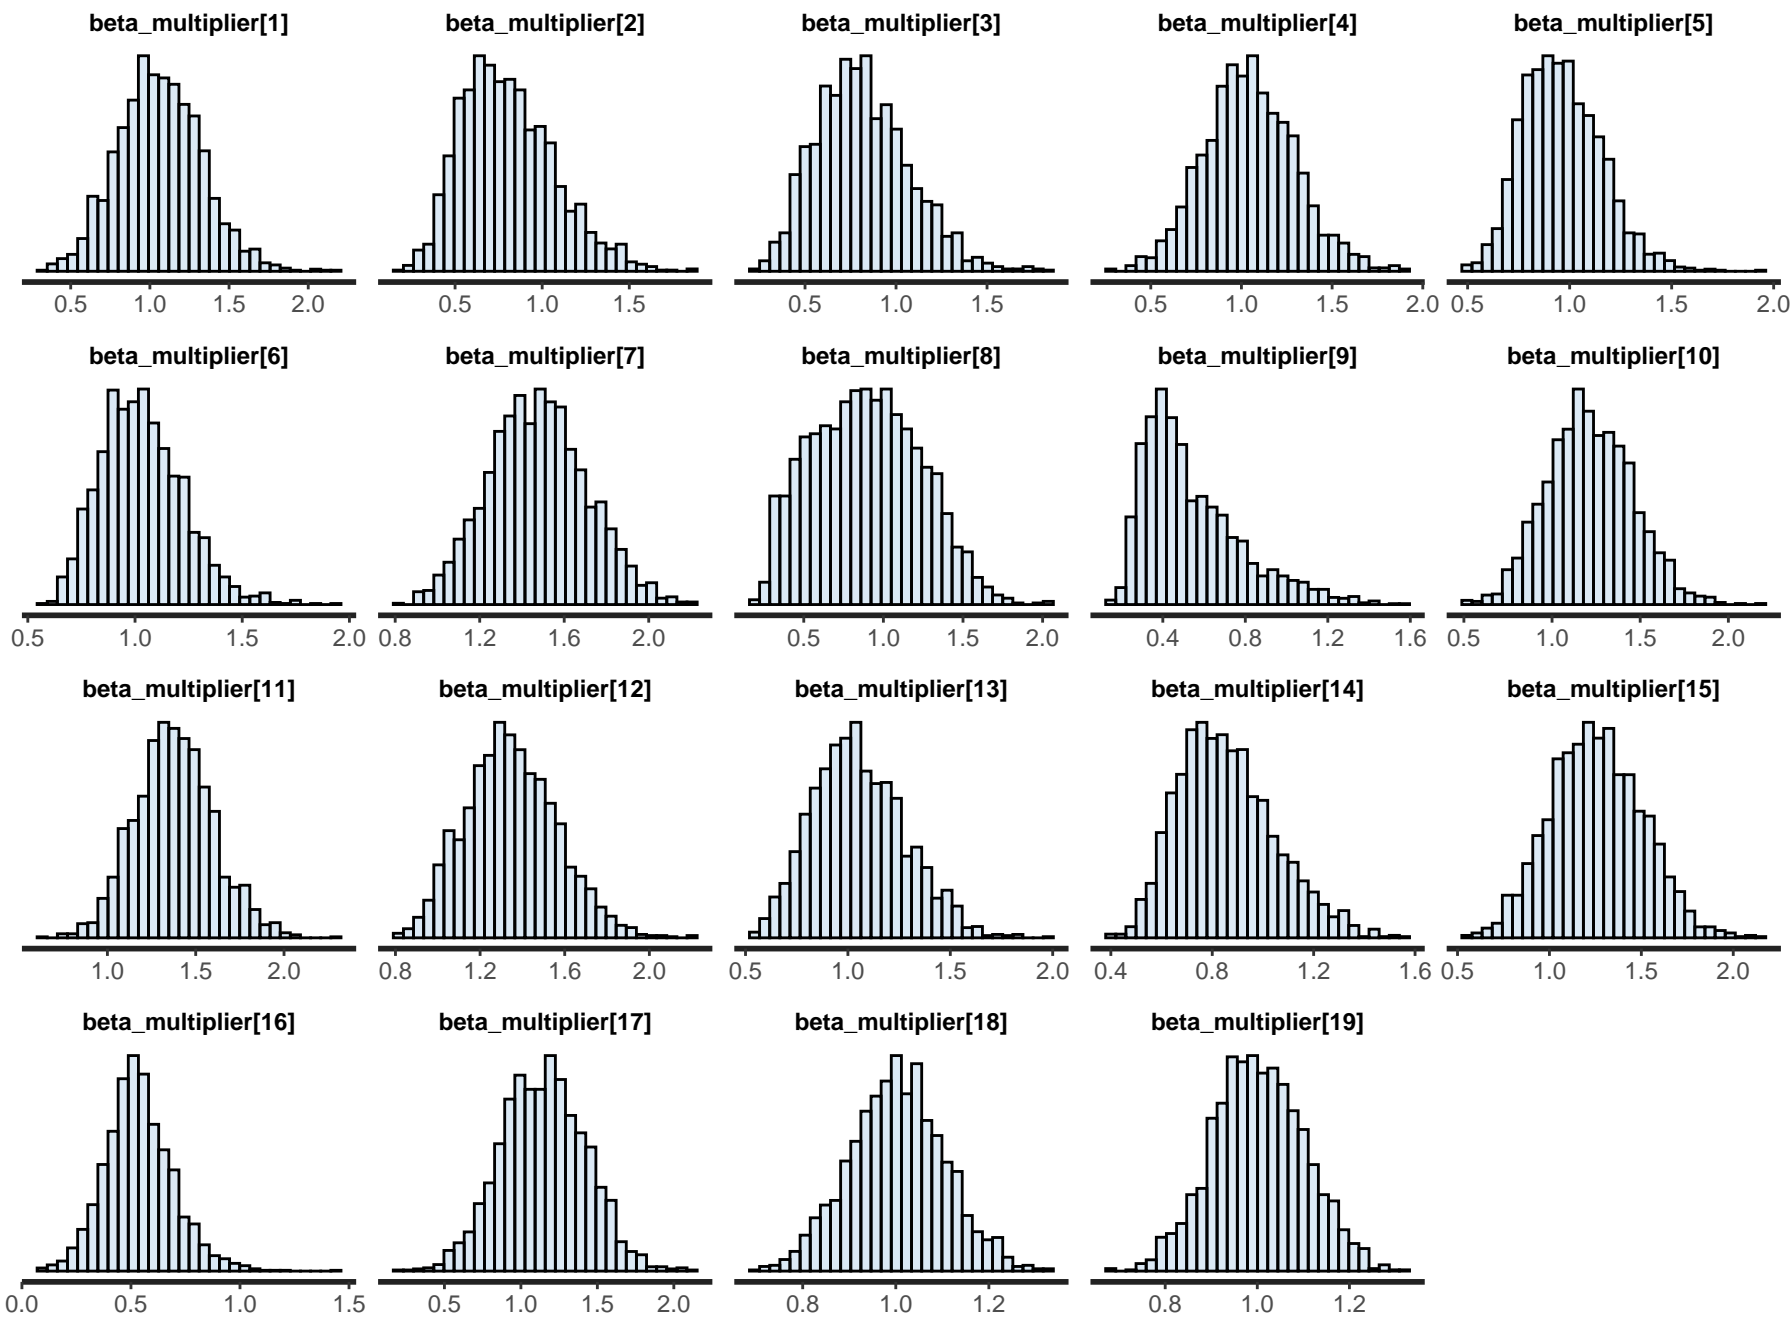 beta_multiplier[1] beta_multiplier[2] beta_multiplier[3] beta_multiplier[4] beta_multiplier[5]
0.5 1.0 1.5 2.0 0.5 1.0 1.5 0.5 1.0 1.5 0.5 1.0 1.5 2.0 0.5 1.0 1.5 2.0
beta_multiplier[6] beta_multiplier[7] beta_multiplier[8] beta_multiplier[9] beta_multiplier[10]
0.5 1.0 1.5 2.0 0.8 1.2 1.6 2.0 0.5 1.0 1.5 2.0 0.4 0.8 1.2 1.6 0.5 1.0 1.5 2.0
beta_multiplier[11] beta_multiplier[12] beta_multiplier[13] beta_multiplier[14] beta_multiplier[15]
1.0 1.5 2.0 0.8 1.2 1.6 2.0 0.5 1.0 1.5 2.0 0.4 0.8 1.2 1.6 0.5 1.0 1.5 2.0
beta_multiplier[16] beta_multiplier[17] beta_multiplier[18] beta_multiplier[19]
0.0 0.5 1.0 1.5 0.5 1.0 1.5 2.0 0.8 1.0 1.2 0.8 1.0 1.2